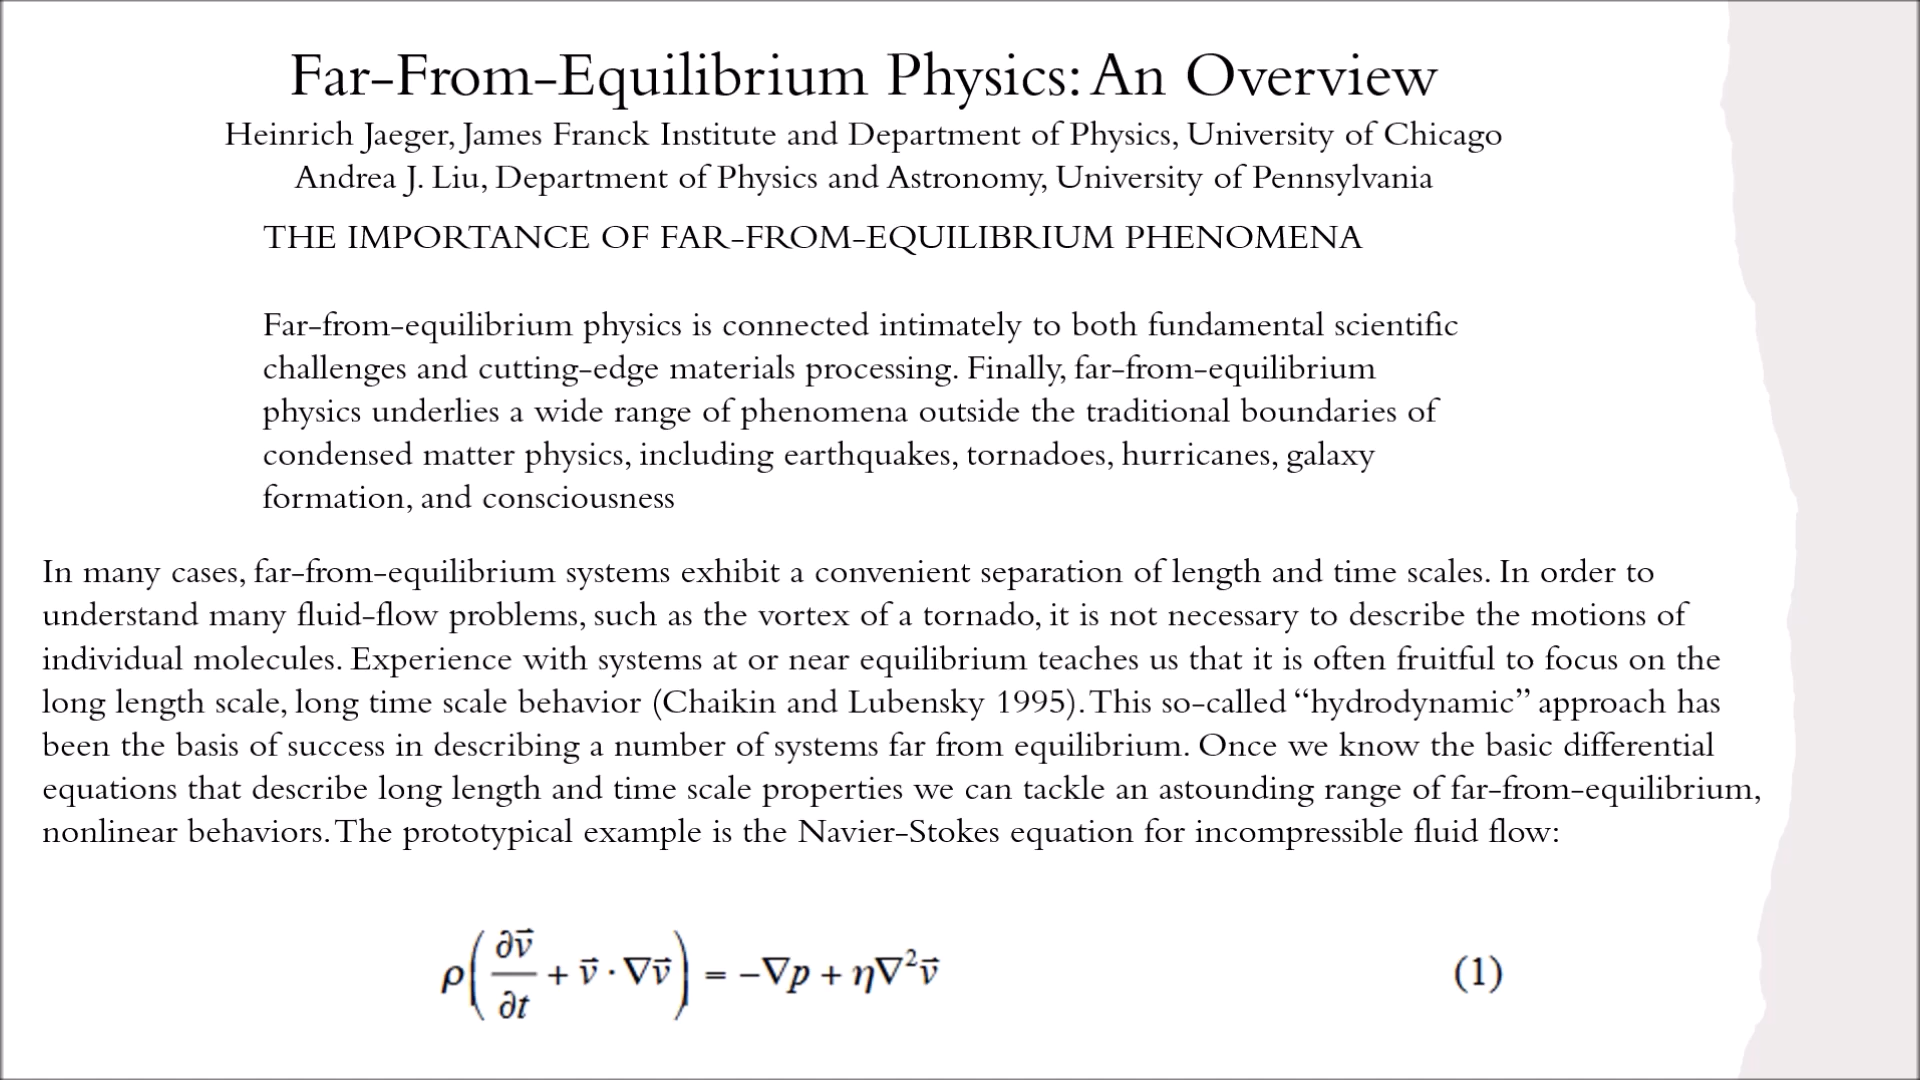 Far-From-Equilibrium Physics: An Overview
Heinrich Jaeger, James Franck Institute and Department of Physics, University of Chicago
Andrea J. Liu, Department of Physics and Astronomy, University of Pennsylvania
THE IMPORTANCE OF FAR-FROM-EQUILIBRIUM PHENOMENA
Far-from-equilibrium physics is connected intimately to both fundamental scientific
challenges and cutting-edge materials processing. Finally, far-from-equilibrium
physics underlies a wide range of phenomena outside the traditional boundaries of
condensed matter physics, including earthquakes, tornadoes, hurricanes, galaxy
formation, and consciousness
In many cases, far-from-equilibrium systems exhibit a convenient separation of length and time scales. In order to
understand many fluid-flow problems, such as the vortex of a tornado, it is not necessary to describe the motions of
individual molecules. Experience with systems at or near equilibrium teaches us that it is often fruitful to focus on the
long length scale, long time scale behavior (Chaikin and Lubensky 1995). This so-called “hydrodynamic” approach has
been the basis of success in describing a number of systems far from equilibrium. Once we know the basic differential
equations that describe long length and time scale properties we can tackle an astounding range of far-from-equilibrium,
nonlinear behaviors. The prototypical example is the Navier-Stokes equation for incompressible fluid flow:
ρ(∂v⃗/∂t + v⃗ · ∇v⃗) = −∇p + η∇²v⃗ (1)